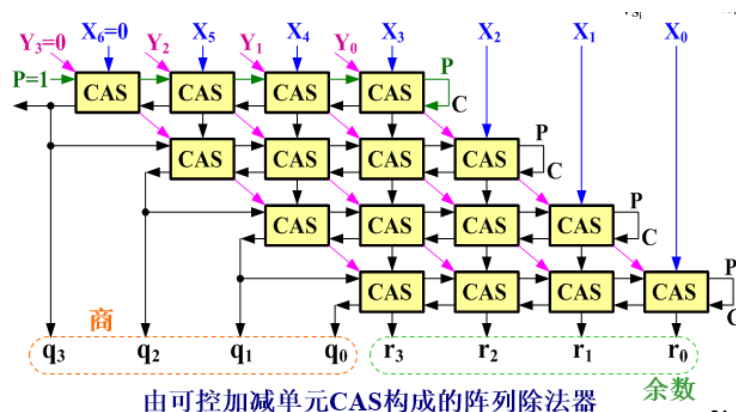 Y3=0 X6=0 Y2 X5 Y1 X4 Y0 X3 X2 X1 X0
P=1 CAS CAS CAS CAS P
C
CAS CAS CAS CAS P
C
CAS CAS CAS CAS P
C
CAS CAS CAS CAS P
C
商
q3 q2 q1 q0 r3 r2 r1 r0
余数
由可控加减单元CAS构成的阵列除法器